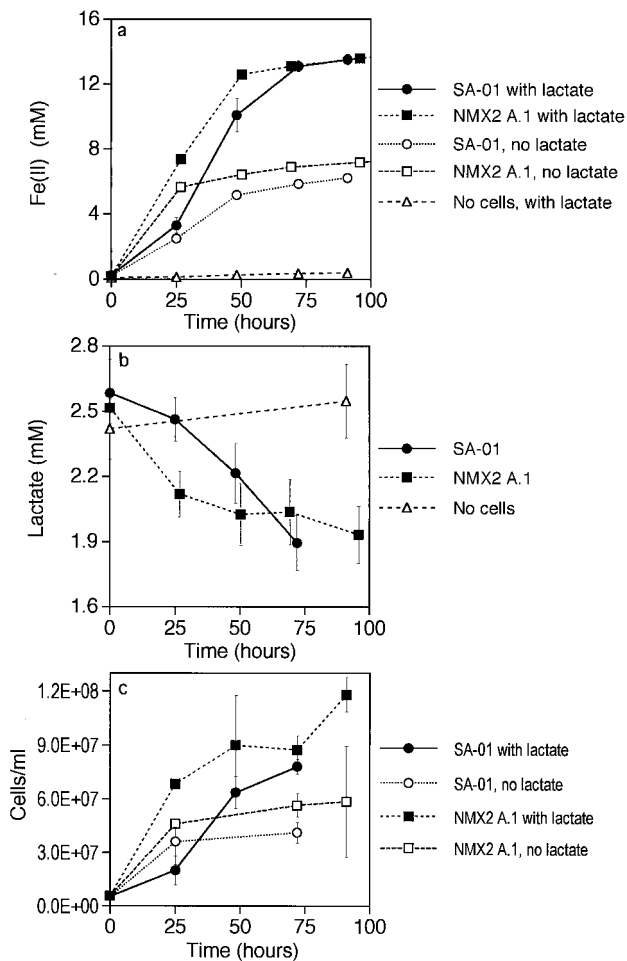 a
16
12
8
4
0
Fe(II) (mM)
0 25 50 75 100
Time (hours)
SA-01 with lactate
NMX2 A.1 with lactate
SA-01, no lactate
NMX2 A.1, no lactate
No cells, with lactate
b
2.8
2.5
2.2
1.9
1.6
Lactate (mM)
0 25 50 75 100
Time (hours)
SA-01
NMX2 A.1
No cells
c
1.2E+08
9.0E+07
6.0E+07
3.0E+07
0.0E+00
Cells/ml
0 25 50 75 100
Time (hours)
SA-01 with lactate
SA-01, no lactate
NMX2 A.1 with lactate
NMX2 A.1, no lactate